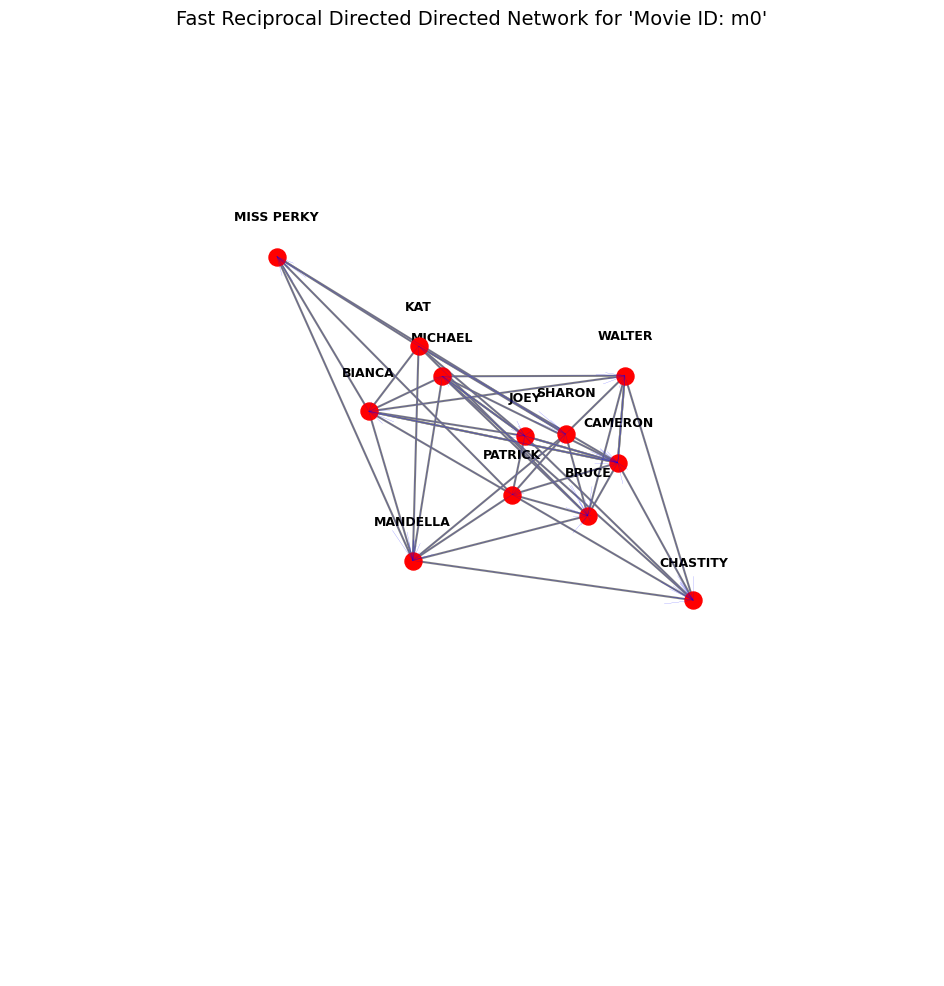 Fast Reciprocal Directed Directed Network for 'Movie ID: m0'
MISS PERKY
KAT
MICHAEL
WALTER
BIANCA
SHARON
JOEY
CAMERON
PATRICK
BRUCE
MANDELLA
CHASTITY